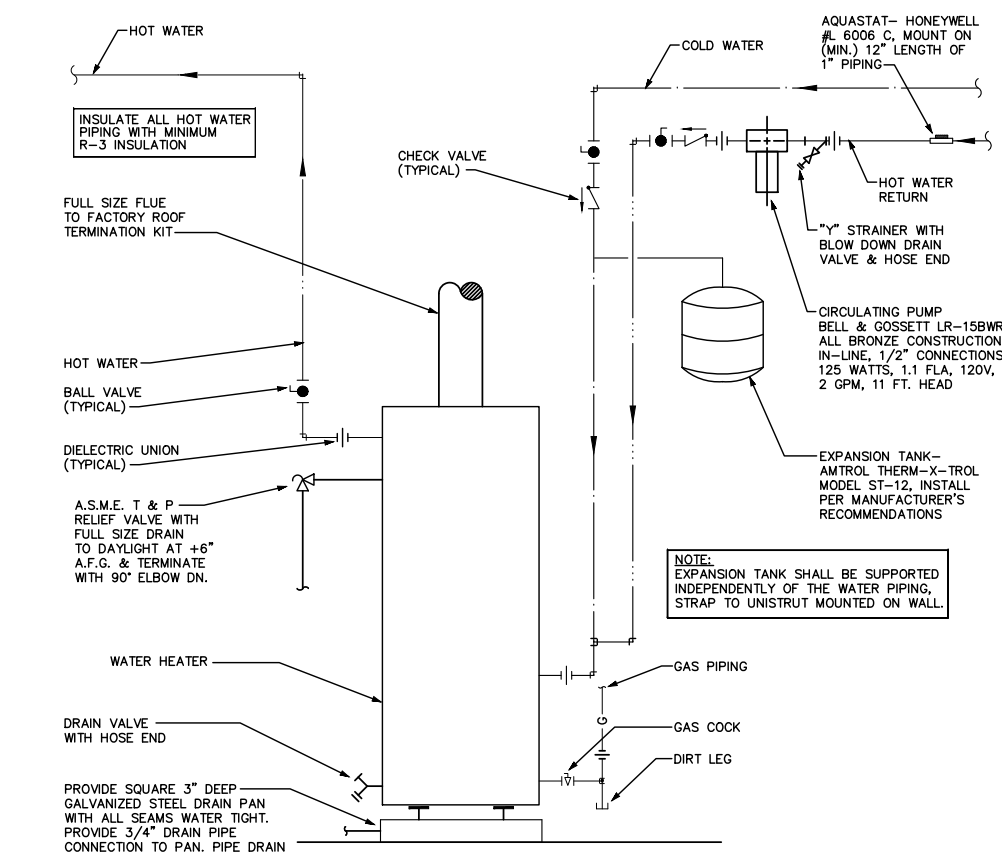 HOT WATER
INSULATE ALL HOT WATER
PIPING WITH MINIMUM
R-3 INSULATION
FULL SIZE FLUE
TO FACTORY ROOF
TERMINATION KIT
HOT WATER
BALL VALVE
(TYPICAL)
DIELECTRIC UNION
(TYPICAL)
A.S.M.E. T & P
RELIEF VALVE WITH
FULL SIZE DRAIN
TO DAYLIGHT AT +6"
A.F.G. & TERMINATE
WITH 90° ELBOW DN.
WATER HEATER
DRAIN VALVE
WITH HOSE END
PROVIDE SQUARE 3" DEEP
GALVANIZED STEEL DRAIN PAN
WITH ALL SEAMS WATER TIGHT.
PROVIDE 3/4" DRAIN PIPE
CONNECTION TO PAN. PIPE DRAIN
COLD WATER
CHECK VALVE
(TYPICAL)
AQUASTAT- HONEYWELL
#L 6006 C, MOUNT ON
(MIN.) 12" LENGTH OF
1" PIPING
HOT WATER
RETURN
"Y" STRAINER WITH
BLOW DOWN DRAIN
VALVE & HOSE END
CIRCULATING PUMP
BELL & GOSSETT LR-15BWR
ALL BRONZE CONSTRUCTION
IN-LINE, 1/2" CONNECTIONS
125 WATTS, 1.1 FLA, 120V,
2 GPM, 11 FT. HEAD
EXPANSION TANK-
AMTROL THERM-X-TROL
MODEL ST-12, INSTALL
PER MANUFACTURER'S
RECOMMENDATIONS
NOTE:
EXPANSION TANK SHALL BE SUPPORTED
INDEPENDENTLY OF THE WATER PIPING,
STRAP TO UNISTRUT MOUNTED ON WALL.
GAS PIPING
G
GAS COCK
DIRT LEG